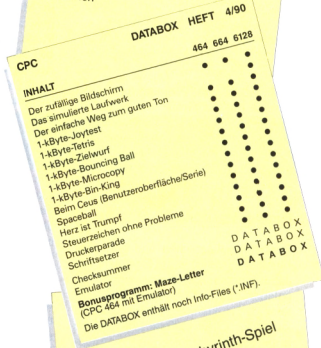 CPC
DATABOX HEFT 4/90
INHALT 464 664 6128
Der zufällige Bildschirm
Das simulierte Laufwerk
Der einfache Weg zum guten Ton
1-kByte-Joytest
1-kByte-Tetris
1-kByte-Zielwurf
1-kByte-Bouncing Ball
1-kByte-Microcopy
1-kByte-Bin-King
Beim Ceus (Benutzeroberfläche/Serie)
Spaceball
Herz ist Trumpf
Steuerzeichen ohne Probleme
Druckerparade
Schriftsetzer
Checksummer DATABOX
Emulator DATABOX
Bonusprogramm: Maze-Letter DATABOX
(CPC 464 mit Emulator)
Die DATABOX enthält noch Info-Files (*.INF).
yrinth-Spiel